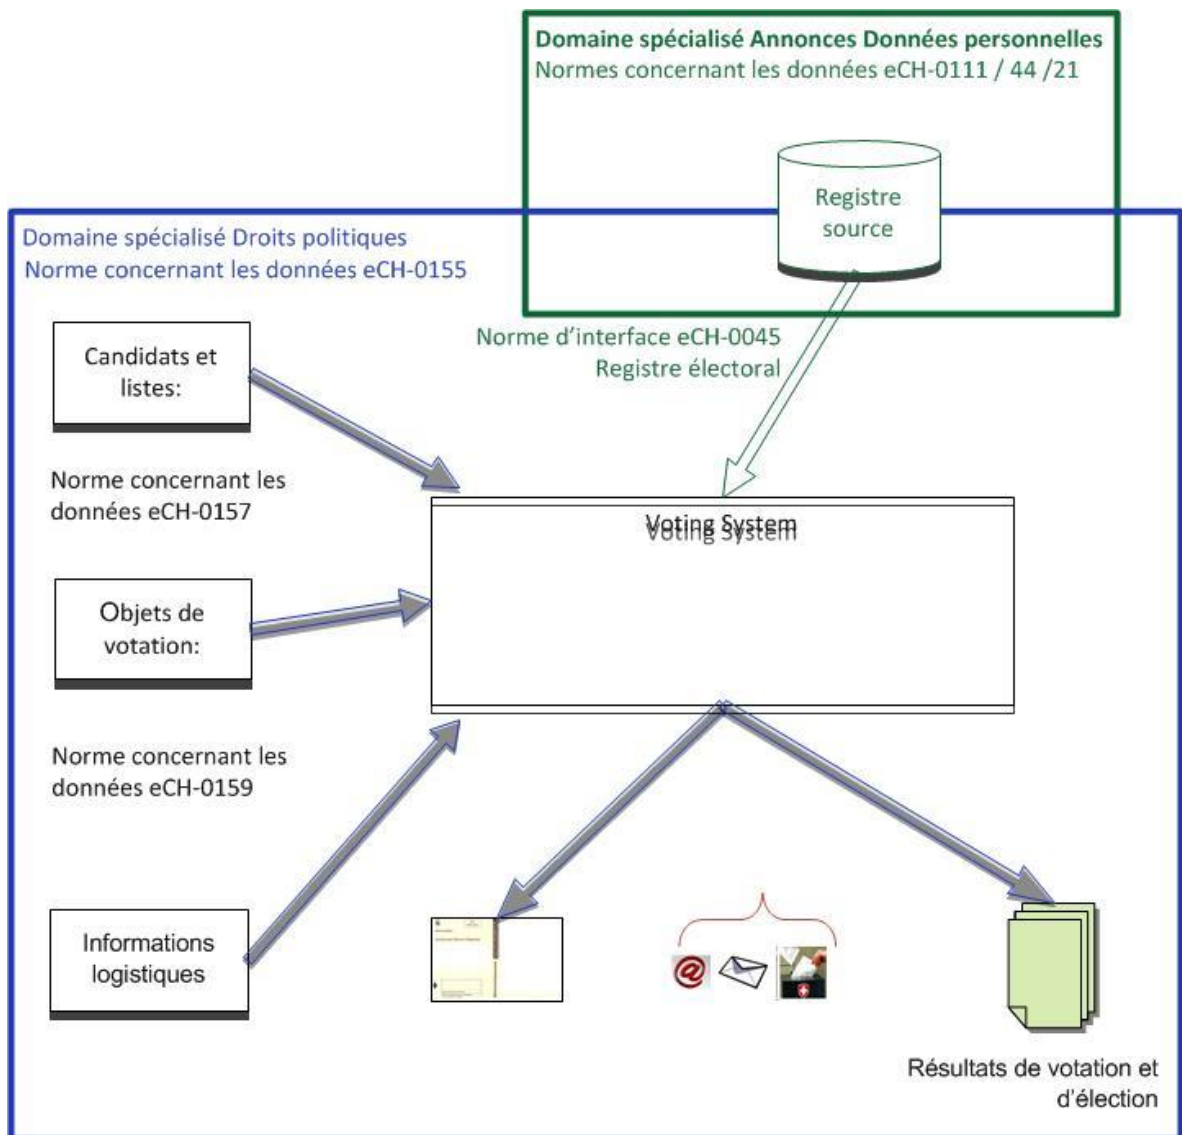 Domaine spécialisé Annonces Données personnelles
Normes concernant les données eCH-0111 / 44 /21
Registre
source
Domaine spécialisé Droits politiques
Norme concernant les données eCH-0155
Norme d'interface eCH-0045
Registre électoral
Candidats et
listes:
Norme concernant les
données eCH-0157
Voting System
Objets de
votation:
Norme concernant les
données eCH-0159
Informations
logistiques
@
Résultats de votation et
d'élection